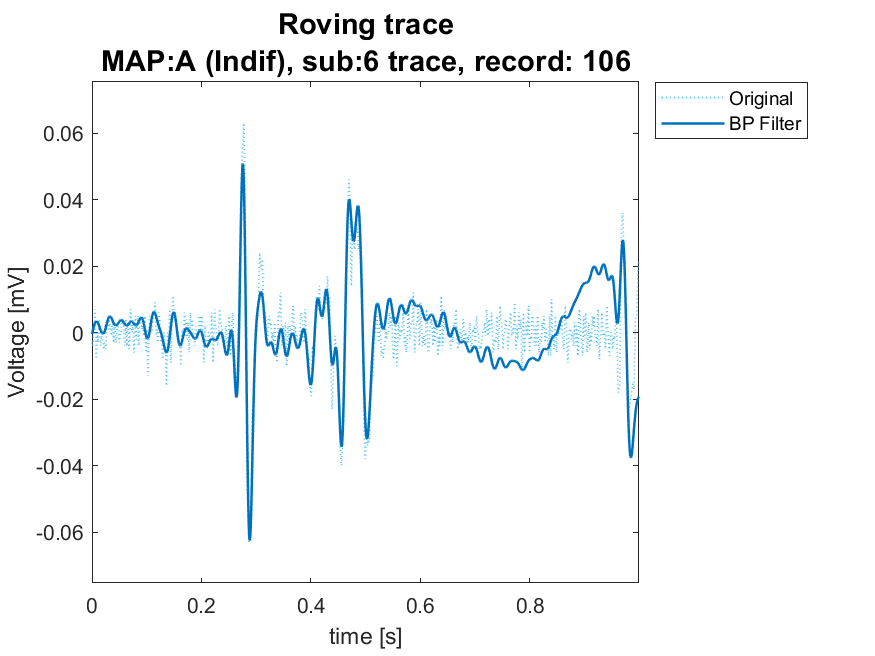 Roving trace
MAP:A (Indif), sub:6 trace, record: 106
Original
BP Filter
0.06
0.04
0.02
0
-0.02
-0.04
-0.06
Voltage [mV]
0
0.2
0.4
0.6
0.8
time [s]